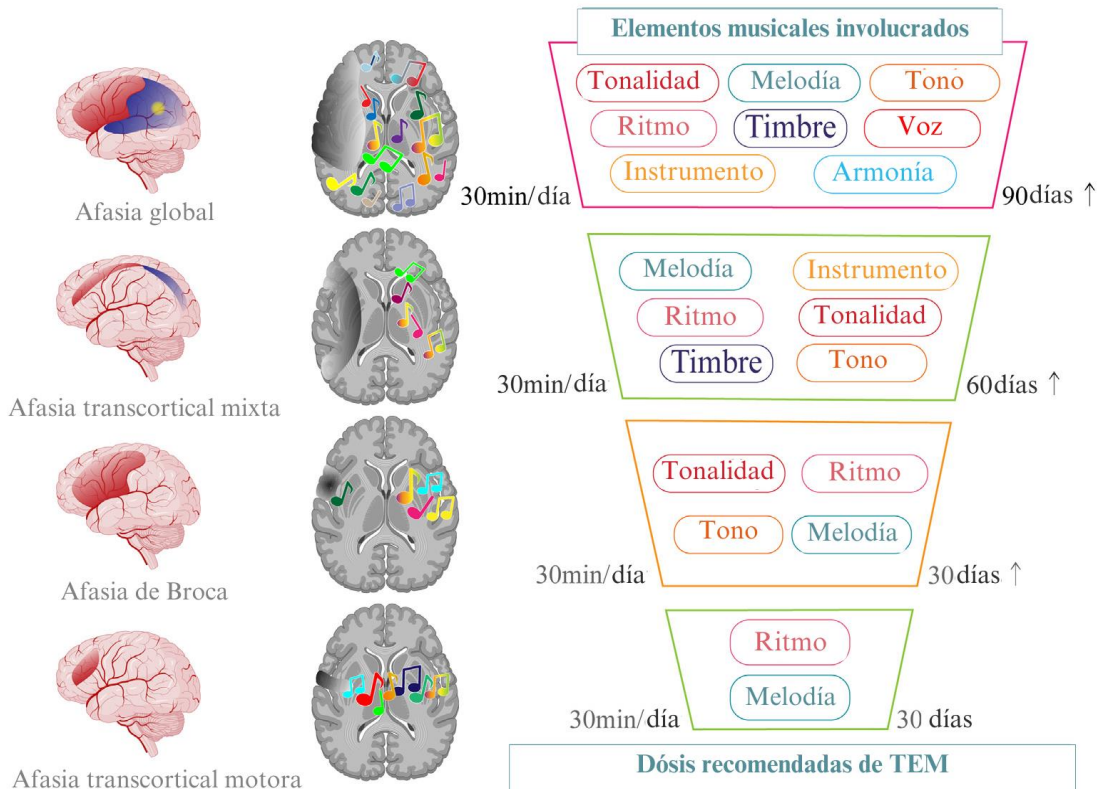 Elementos musicales involucrados
Tonalidad Melodía Tono
Ritmo Timbre Voz
Instrumento Armonía
30min/día 90días ↑
Afasia global
Melodía Instrumento
Ritmo Tonalidad
Timbre Tono
30min/día 60días ↑
Afasia transcortical mixta
Tonalidad Ritmo
Tono Melodía
30min/día 30días ↑
Afasia de Broca
Ritmo
Melodía
30min/día 30 días
Afasia transcortical motora
Dósis recomendadas de TEM